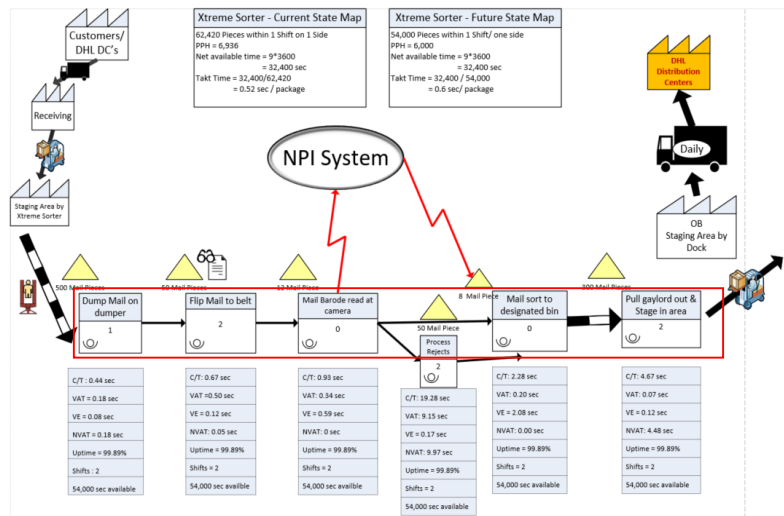 Xtreme Sorter - Current State Map
62,420 Pieces within 1 Shift on 1 Side
PPH = 6,936
Net available time = 9*3600
= 32,400 sec
Takt Time = 32,400/62,420
= 0.52 sec / package
Xtreme Sorter - Future State Map
54,000 Pieces within 1 Shift/ one side
PPH = 6,000
Net available time = 9*3600
= 32,400 sec
Takt Time = 32,400 / 54,000
= 0.6 sec/ package
Customers/
DHL DC's
Receiving
Staging Area by
Xtreme Sorter
NPI System
DHL
Distribution
Centers
Daily
OB
Staging Area by
Dock
500 Mail Pieces
50 Mail Pieces
12 Mail Pieces
8 Mail Piece
200 Mail Pieces
50 Mail Piece
Dump Mail on
dumper
1
Flip Mail to belt
2
Mail Barode read at
camera
0
Process
Rejects
2
Mail sort to
designated bin
0
Pull gaylord out &
Stage in area
2
C/T : 0.44 sec
VAT = 0.18 sec
VE = 0.08 sec
NVAT = 0.18 sec
Uptime = 99.89%
Shifts : 2
54,000 sec available
C/T: 0.67 sec
VAT =0.50 sec
VE = 0.12 sec
NVAT: 0.05 sec
Uptime = 99.89%
Shifts = 2
54,000 sec availble
C/T: 0.93 sec
VAT: 0.34 sec
VE = 0.59 sec
NVAT: 0 sec
Uptime = 99.89%
Shifts = 2
54,000 sec availble
C/T: 19.28 sec
VAT: 9.15 sec
VE = 0.17 sec
NVAT: 9.97 sec
Uptime = 99.89%
Shifts = 2
54,000 sec available
C/T: 2.28 sec
VAT: 0.20 sec
VE = 2.08 sec
NVAT: 0.00 sec
Uptime = 99.89%
Shifts = 2
54,000 sec available
C/T: 4.67 sec
VAT: 0.07 sec
VE = 0.12 sec
NVAT: 4.48 sec
Uptime = 99.89%
Shifts = 2
54,000 sec available